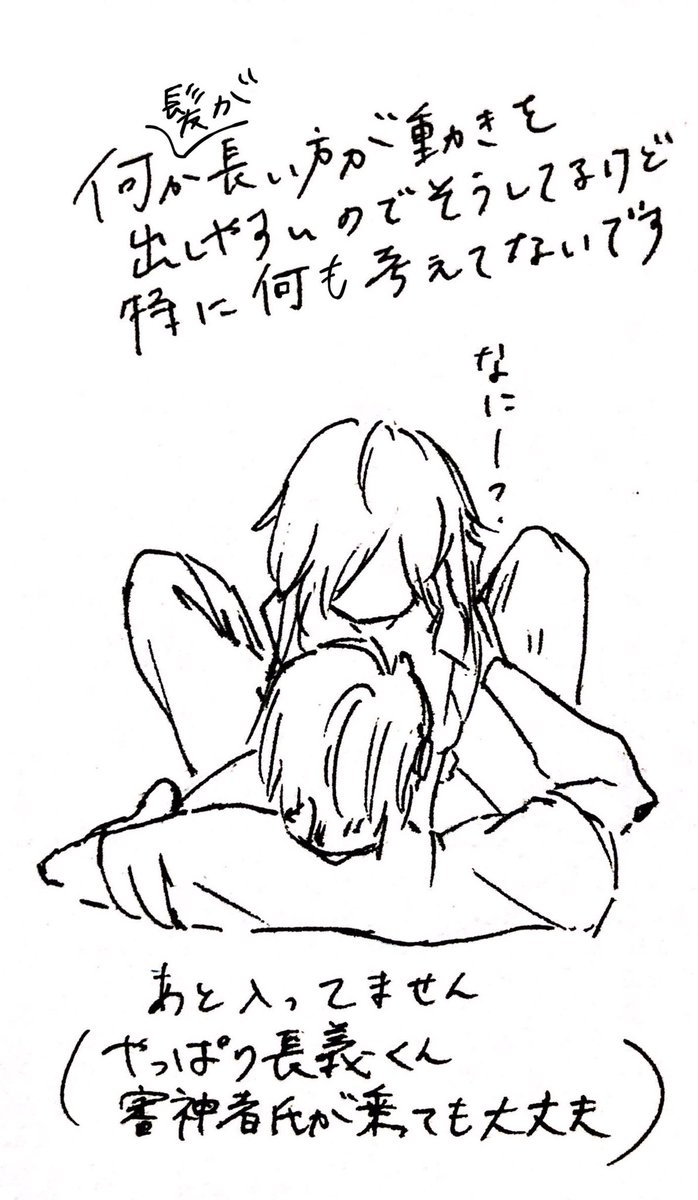 髪が
何か長い方が動きを
出しやすいのでそうしてるけど
特に何も考えてないです
なにーっ?
あと入ってません
(やっぱり長義くん
審神者氏が乗っても大丈夫)